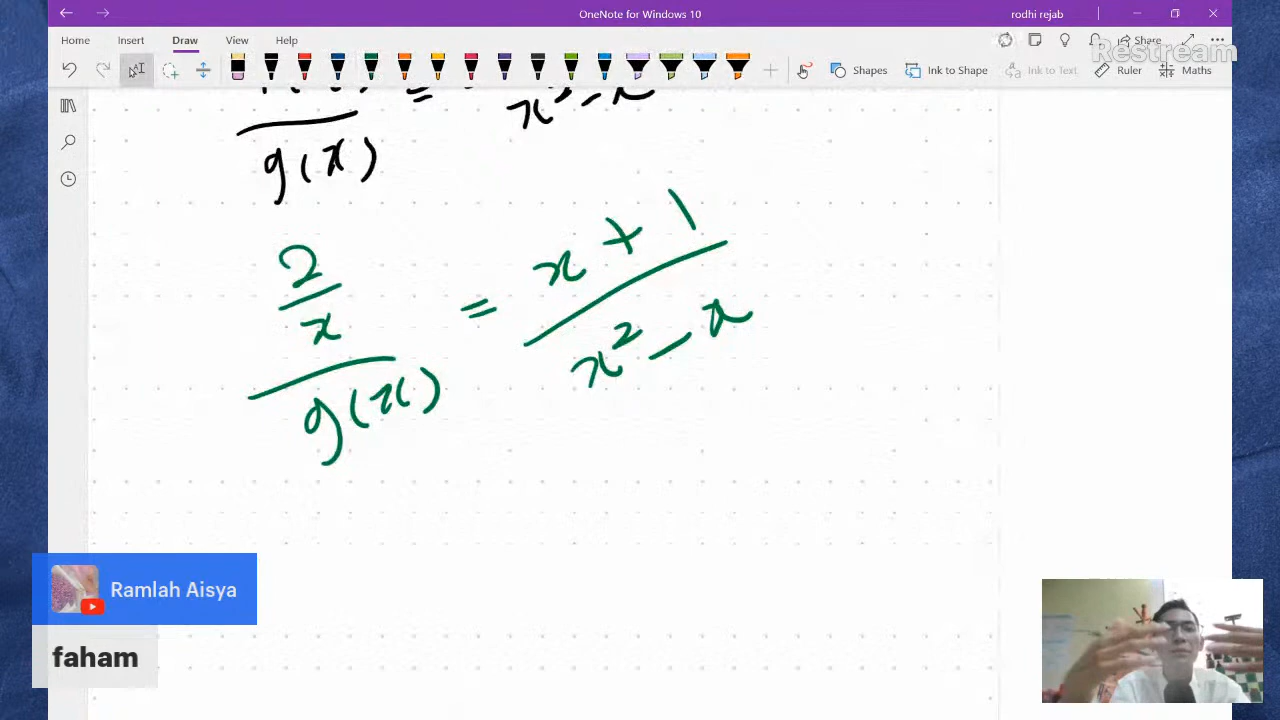 OneNote for Windows 10
rodhi rejab
Home Insert Draw View Help
Share
Restream
Shapes Ink to Shape Ink to Text Ruler Maths
g(x) = x² - x
2/x / g(x) = x + 1 / x² - x
Ramlah Aisya
faham